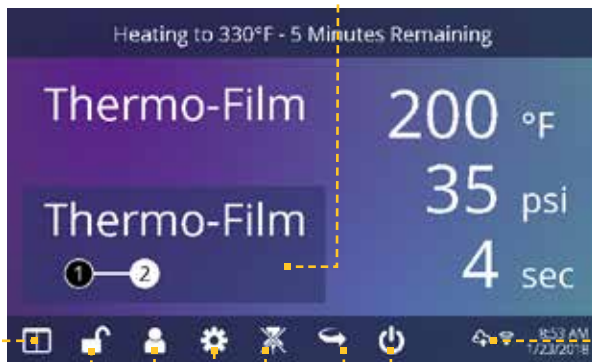 Heating to 330°F - 5 Minutes Remaining
Thermo-Film
200 °F
35 psi
Thermo-Film
1 2
4 sec
8:53 AM
1/23/2018